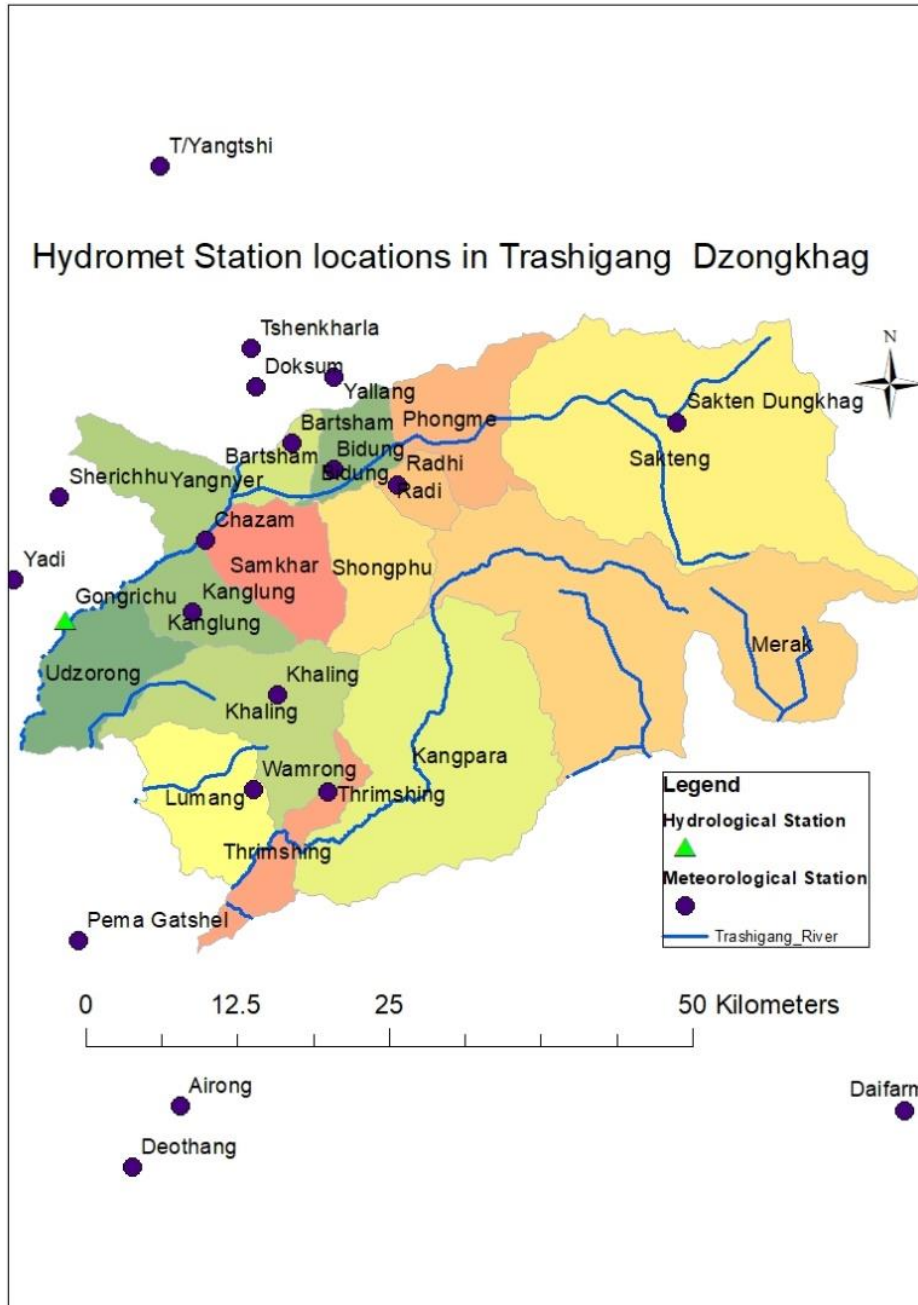 T/Yangtshi
Hydromet Station locations in Trashigang Dzongkhag
Tshenkharla
N
Doksum
Yallang
Sakten Dungkhag
Bartsham
Phongme
Bartsham
Bidung
Radhi
Sakteng
Sherichhu
Yangnyer
Bidung
Radi
Chazam
Yadi
Samkhar
Shongphu
Gongrichu
Kanglung
Kanglung
Merak
Udzorong
Khaling
Khaling
Kangpara
Wamrong
Lumang
Thrimshing
Thrimshing
Legend
Hydrological Station
Meteorological Station
Trashigang_River
Pema Gatshel
0 12.5 25 50 Kilometers
Airong
Daifarm
Deothang